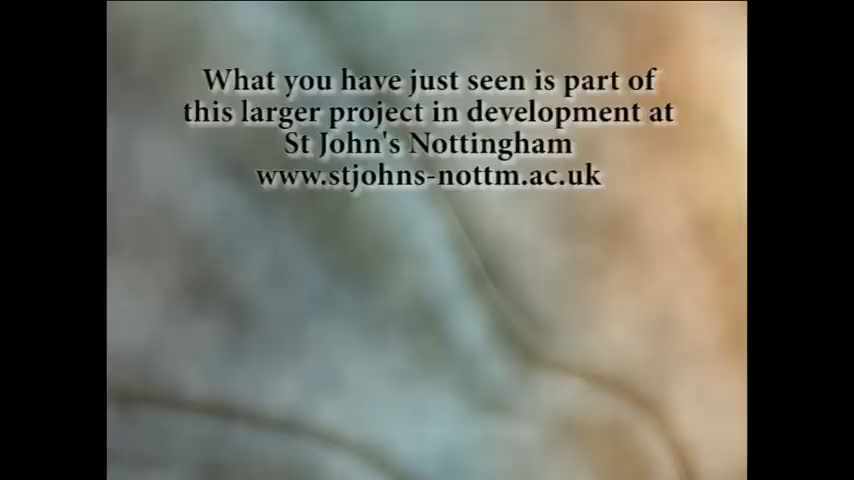 What you have just seen is part of
this larger project in development at
St John's Nottingham
www.stjohns-nottm.ac.uk